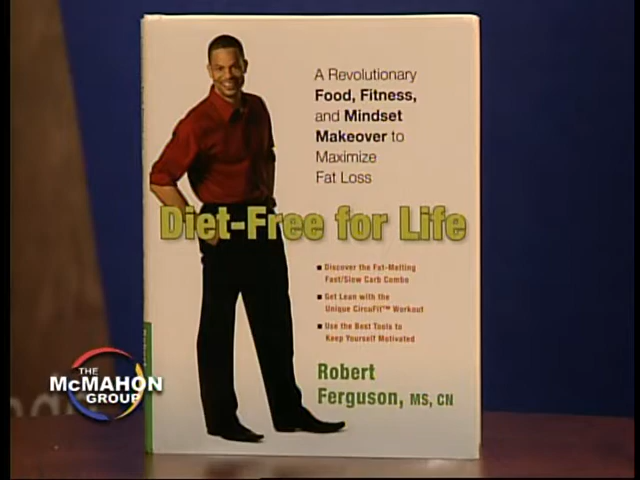 A Revolutionary
Food, Fitness,
and Mindset
Makeover to
Maximize
Fat Loss
Diet-Free for Life
Discover the Fat-Melting
Fast/Slow Carb Combo
Get Lean with the
Unique CircuFit™ Workout
Use the Best Tools to
Keep Yourself Motivated
Robert
Ferguson, MS, CN
THE
McMAHON
GROUP